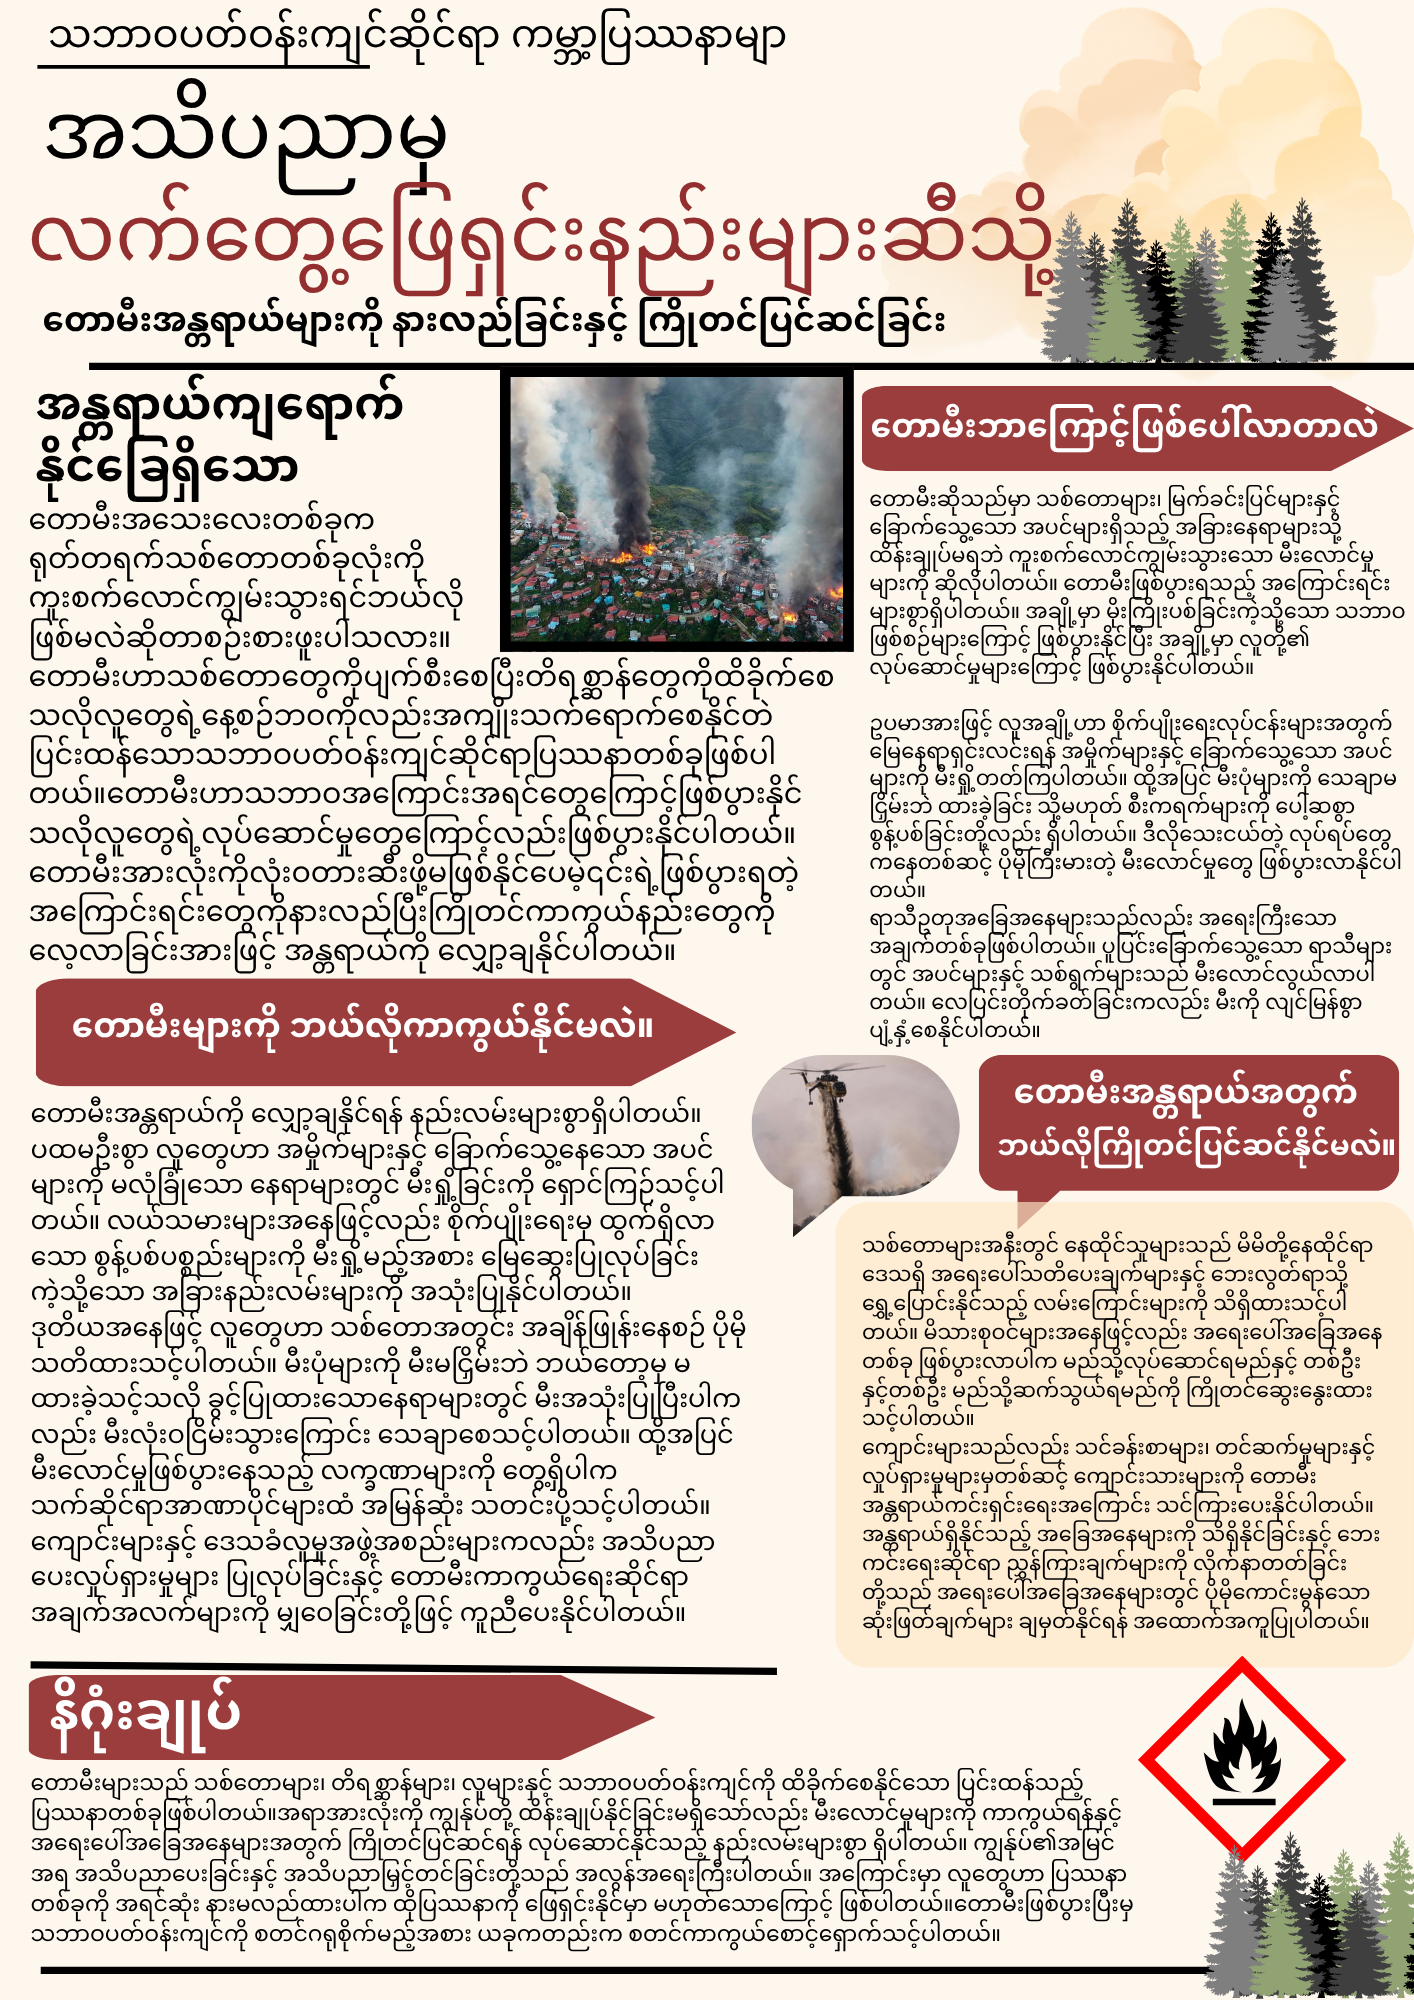 သဘာဝပတ်ဝန်းကျင်ဆိုင်ရာ ကမ္ဘာ့ပြဿနာမျာ
အသိပညာမှ
လက်တွေ့ဖြေရှင်းနည်းများဆီသို့
တောမီးအန္တရာယ်များကို နားလည်ခြင်းနှင့် ကြိုတင်ပြင်ဆင်ခြင်း
အန္တရာယ်ကျရောက်
နိုင်ခြေရှိသော
တောမီးအသေးလေးတစ်ခုက
ရုတ်တရက်သစ်တောတစ်ခုလုံးကို
ကူးစက်လောင်ကျွမ်းသွားရင်ဘယ်လို
ဖြစ်မလဲဆိုတာစဉ်းစားဖူးပါသလား။
တောမီးဟာသစ်တောတွေကိုပျက်စီးစေပြီးတိရစ္ဆာန်တွေကိုထိခိုက်စေ
သလိုလူတွေရဲ့နေ့စဉ်ဘဝကိုလည်းအကျိုးသက်ရောက်စေနိုင်တဲ
ပြင်းထန်သောသဘာဝပတ်ဝန်းကျင်ဆိုင်ရာပြဿနာတစ်ခုဖြစ်ပါ
တယ်။တောမီးဟာသဘာဝအကြောင်းအရင်တွေကြောင့်ဖြစ်ပွားနိုင်
သလိုလူတွေရဲ့လုပ်ဆောင်မှုတွေကြောင့်လည်းဖြစ်ပွားနိုင်ပါတယ်။
တောမီးအားလုံးကိုလုံးဝတားဆီးဖို့မဖြစ်နိုင်ပေမဲ့၎င်းရဲ့ဖြစ်ပွားရတဲ့
အကြောင်းရင်းတွေကိုနားလည်ပြီးကြိုတင်ကာကွယ်နည်းတွေကို
လေ့လာခြင်းအားဖြင့် အန္တရာယ်ကို လျှော့ချနိုင်ပါတယ်။
တောမီးဘာကြောင့်ဖြစ်ပေါ်လာတာလဲ
တောမီးဆိုသည်မှာ သစ်တောများ၊ မြက်ခင်းပြင်များနှင့်
ခြောက်သွေ့သော အပင်များရှိသည့် အခြားနေရာများသို့
ထိန်းချုပ်မရဘဲ ကူးစက်လောင်ကျွမ်းသွားသော မီးလောင်မှု
များကို ဆိုလိုပါတယ်။ တောမီးဖြစ်ပွားရသည့် အကြောင်းရင်း
များစွာရှိပါတယ်။ အချို့မှာ မိုးကြိုးပစ်ခြင်းကဲ့သို့သော သဘာဝ
ဖြစ်စဉ်များကြောင့် ဖြစ်ပွားနိုင်ပြီး အချို့မှာ လူတို့၏
လုပ်ဆောင်မှုများကြောင့် ဖြစ်ပွားနိုင်ပါတယ်။
ဥပမာအားဖြင့် လူအချို့ဟာ စိုက်ပျိုးရေးလုပ်ငန်းများအတွက်
မြေနေရာရှင်းလင်းရန် အမှိုက်များနှင့် ခြောက်သွေ့သော အပင်
များကို မီးရှို့တတ်ကြပါတယ်။ ထို့အပြင် မီးပုံများကို သေချာမ
ငြိမ်းဘဲ ထားခဲ့ခြင်း သို့မဟုတ် စီးကရက်များကို ပေါ့ဆစွာ
စွန့်ပစ်ခြင်းတို့လည်း ရှိပါတယ်။ ဒီလိုသေးငယ်တဲ့ လုပ်ရပ်တွေ
ကနေတစ်ဆင့် ပိုမိုကြီးမားတဲ့ မီးလောင်မှုတွေ ဖြစ်ပွားလာနိုင်ပါ
တယ်။
ရာသီဥတုအခြေအနေများသည်လည်း အရေးကြီးသော
အချက်တစ်ခုဖြစ်ပါတယ်။ ပူပြင်းခြောက်သွေ့သော ရာသီများ
တွင် အပင်များနှင့် သစ်ရွက်များသည် မီးလောင်လွယ်လာပါ
တယ်။ လေပြင်းတိုက်ခတ်ခြင်းကလည်း မီးကို လျင်မြန်စွာ
ပျံ့နှံ့စေနိုင်ပါတယ်။
တောမီးများကို ဘယ်လိုကာကွယ်နိုင်မလဲ။
တောမီးအန္တရာယ်ကို လျှော့ချနိုင်ရန် နည်းလမ်းများစွာရှိပါတယ်။
ပထမဦးစွာ လူတွေဟာ အမှိုက်များနှင့် ခြောက်သွေ့နေသော အပင်
များကို မလုံခြုံသော နေရာများတွင် မီးရှို့ခြင်းကို ရှောင်ကြဉ်သင့်ပါ
တယ်။ လယ်သမားများအနေဖြင့်လည်း စိုက်ပျိုးရေးမှ ထွက်ရှိလာ
သော စွန့်ပစ်ပစ္စည်းများကို မီးရှို့မည့်အစား မြေဆွေးပြုလုပ်ခြင်း
ကဲ့သို့သော အခြားနည်းလမ်းများကို အသုံးပြုနိုင်ပါတယ်။
ဒုတိယအနေဖြင့် လူတွေဟာ သစ်တောအတွင်း အချိန်ဖြုန်းနေစဉ် ပိုမို
သတိထားသင့်ပါတယ်။ မီးပုံများကို မီးမငြှိမ်းဘဲ ဘယ်တော့မှ မ
ထားခဲ့သင့်သလို ခွင့်ပြုထားသောနေရာများတွင် မီးအသုံးပြုပြီးပါက
လည်း မီးလုံးဝငြိမ်းသွားကြောင်း သေချာစေသင့်ပါတယ်။ ထို့အပြင်
မီးလောင်မှုဖြစ်ပွားနေသည့် လက္ခဏာများကို တွေ့ရှိပါက
သက်ဆိုင်ရာအာဏာပိုင်များထံ အမြန်ဆုံး သတင်းပို့သင့်ပါတယ်။
ကျောင်းများနှင့် ဒေသခံလူမှုအဖွဲ့အစည်းများကလည်း အသိပညာ
ပေးလှုပ်ရှားမှုများ ပြုလုပ်ခြင်းနှင့် တောမီးကာကွယ်ရေးဆိုင်ရာ
အချက်အလက်များကို မျှဝေခြင်းတို့ဖြင့် ကူညီပေးနိုင်ပါတယ်။
တောမီးအန္တရာယ်အတွက်
ဘယ်လိုကြိုတင်ပြင်ဆင်နိုင်မလဲ။
သစ်တောများအနီးတွင် နေထိုင်သူများသည် မိမိတို့နေထိုင်ရာ
ဒေသရှိ အရေးပေါ်သတိပေးချက်များနှင့် ဘေးလွတ်ရာသို့
ရွှေ့ပြောင်းနိုင်သည့် လမ်းကြောင်းများကို သိရှိထားသင့်ပါ
တယ်။ မိသားစုဝင်များအနေဖြင့်လည်း အရေးပေါ်အခြေအနေ
တစ်ခု ဖြစ်ပွားလာပါက မည်သို့လုပ်ဆောင်ရမည်နှင့် တစ်ဦး
နှင့်တစ်ဦး မည်သို့ဆက်သွယ်ရမည်ကို ကြိုတင်ဆွေးနွေးထား
သင့်ပါတယ်။
ကျောင်းများသည်လည်း သင်ခန်းစာများ၊ တင်ဆက်မှုများနှင့်
လှုပ်ရှားမှုများမှတစ်ဆင့် ကျောင်းသားများကို တောမီး
အန္တရာယ်ကင်းရှင်းရေးအကြောင်း သင်ကြားပေးနိုင်ပါတယ်။
အန္တရာယ်ရှိနိုင်သည့် အခြေအနေများကို သိရှိနိုင်ခြင်းနှင့် ဘေး
ကင်းရေးဆိုင်ရာ ညွှန်ကြားချက်များကို လိုက်နာတတ်ခြင်း
တို့သည် အရေးပေါ်အခြေအနေများတွင် ပိုမိုကောင်းမွန်သော
ဆုံးဖြတ်ချက်များ ချမှတ်နိုင်ရန် အထောက်အကူပြုပါတယ်။
နိဂုံးချုပ်
တောမီးများသည် သစ်တောများ၊ တိရစ္ဆာန်များ၊ လူများနှင့် သဘာဝပတ်ဝန်းကျင်ကို ထိခိုက်စေနိုင်သော ပြင်းထန်သည့်
ပြဿနာတစ်ခုဖြစ်ပါတယ်။အရာအားလုံးကို ကျွန်ုပ်တို့ ထိန်းချုပ်နိုင်ခြင်းမရှိသော်လည်း မီးလောင်မှုများကို ကာကွယ်ရန်နှင့်
အရေးပေါ်အခြေအနေများအတွက် ကြိုတင်ပြင်ဆင်ရန် လုပ်ဆောင်နိုင်သည့် နည်းလမ်းများစွာ ရှိပါတယ်။ ကျွန်ုပ်၏အမြင်
အရ အသိပညာပေးခြင်းနှင့် အသိပညာမြှင့်တင်ခြင်းတို့သည် အလွန်အရေးကြီးပါတယ်။ အကြောင်းမှာ လူတွေဟာ ပြဿနာ
တစ်ခုကို အရင်ဆုံး နားမလည်ထားပါက ထိုပြဿနာကို ဖြေရှင်းနိုင်မှာ မဟုတ်သောကြောင့် ဖြစ်ပါတယ်။တောမီးဖြစ်ပွားပြီးမှ
သဘာဝပတ်ဝန်းကျင်ကို စတင်ဂရုစိုက်မည့်အစား ယခုကတည်းက စတင်ကာကွယ်စောင့်ရှောက်သင့်ပါတယ်။